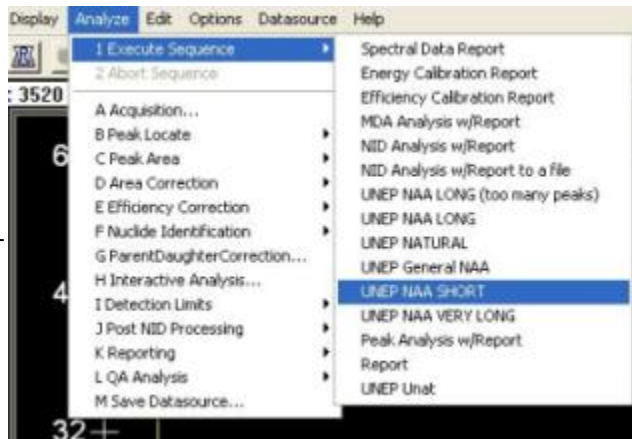 Display Analyze Edit Options Datasource Help
: 3520
6
4
32
1 Execute Sequence
2 Abort Sequence
A Acquisition...
B Peak Locate
C Peak Area
D Area Correction
E Efficiency Correction
F Nuclide Identification
G ParentDaughterCorrection...
H Interactive Analysis...
I Detection Limits
J Post NID Processing
K Reporting
L QA Analysis
M Save Datasource...
Spectral Data Report
Energy Calibration Report
Efficiency Calibration Report
MDA Analysis w/Report
NID Analysis w/Report
NID Analysis w/Report to a file
UNEP NAA LONG (too many peaks)
UNEP NAA LONG
UNEP NATURAL
UNEP General NAA
UNEP NAA SHORT
UNEP NAA VERY LONG
Peak Analysis w/Report
Report
UNEP Unat